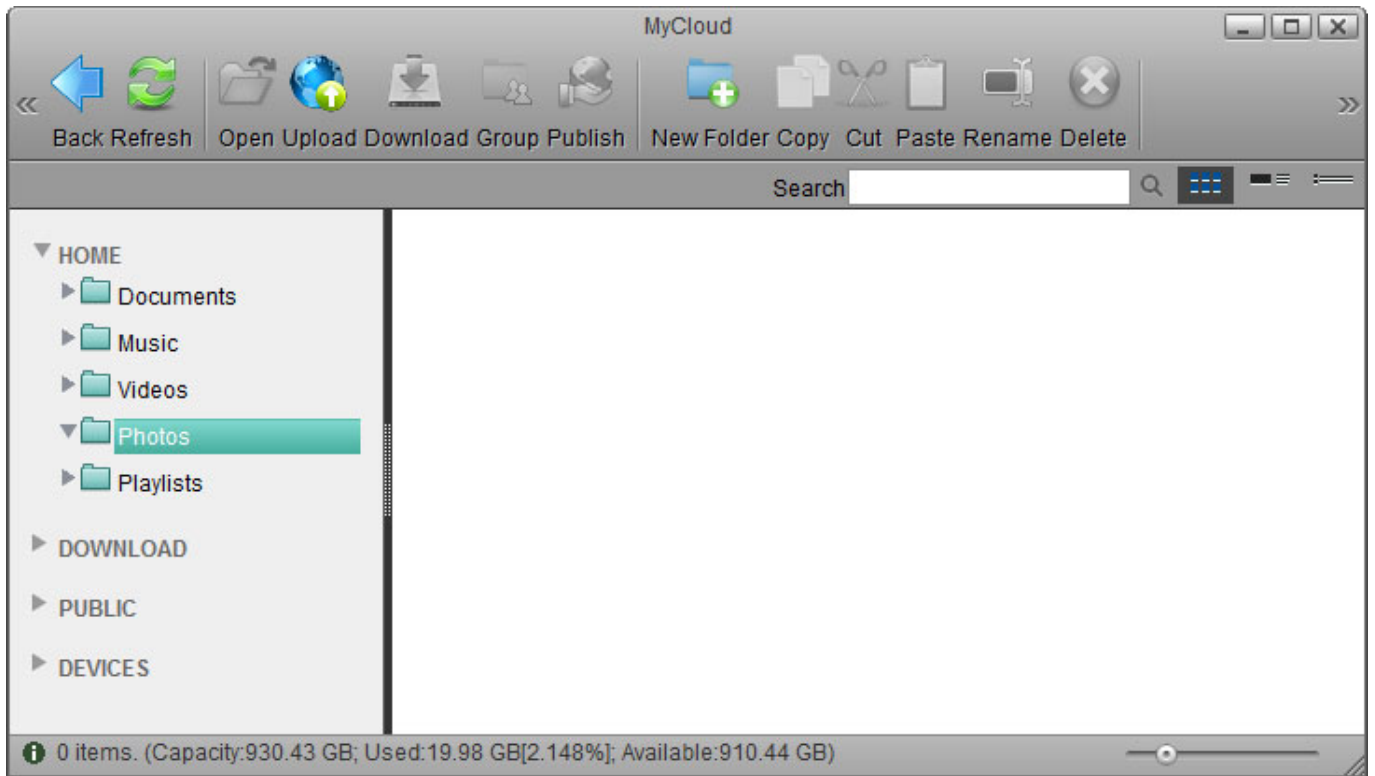 MyCloud
Back Refresh Open Upload Download Group Publish New Folder Copy Cut Paste Rename Delete
Search
HOME
Documents
Music
Videos
Photos
Playlists
DOWNLOAD
PUBLIC
DEVICES
0 items. (Capacity:930.43 GB; Used:19.98 GB[2.148%]; Available:910.44 GB)